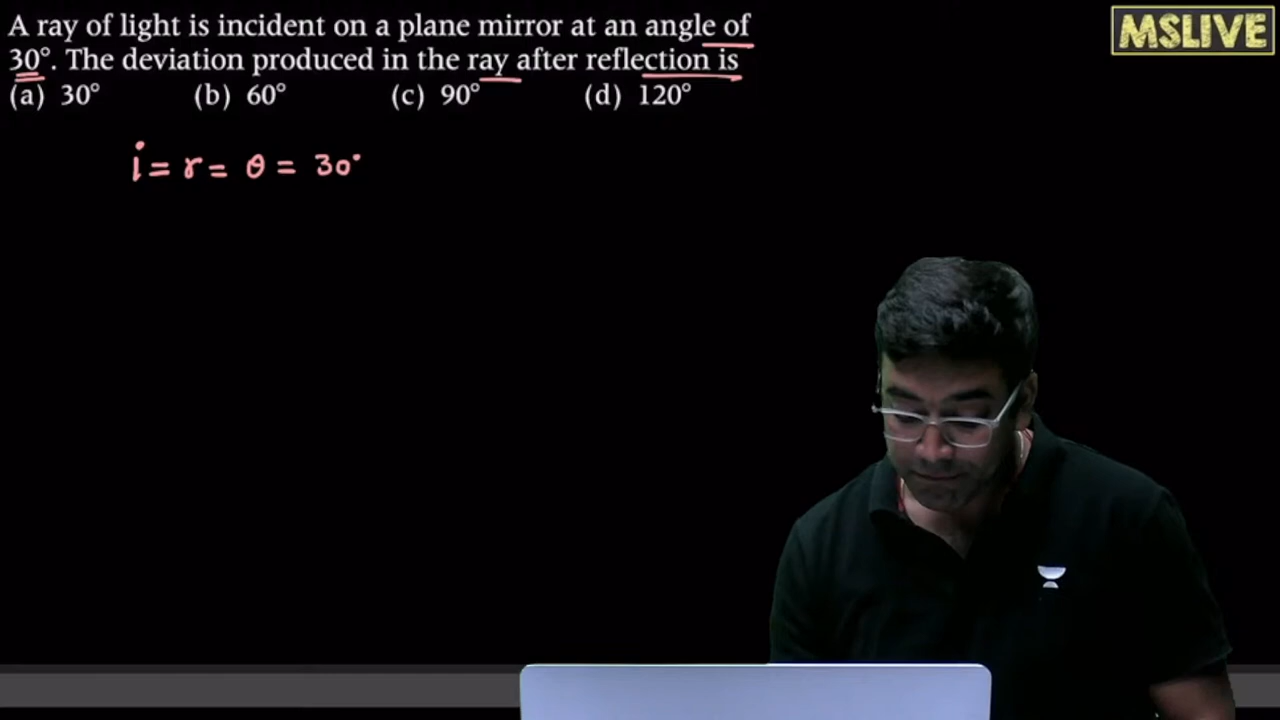 A ray of light is incident on a plane mirror at an angle of
30°. The deviation produced in the ray after reflection is
(a) 30° (b) 60° (c) 90° (d) 120°
i = r = θ = 30°
MSLIVE